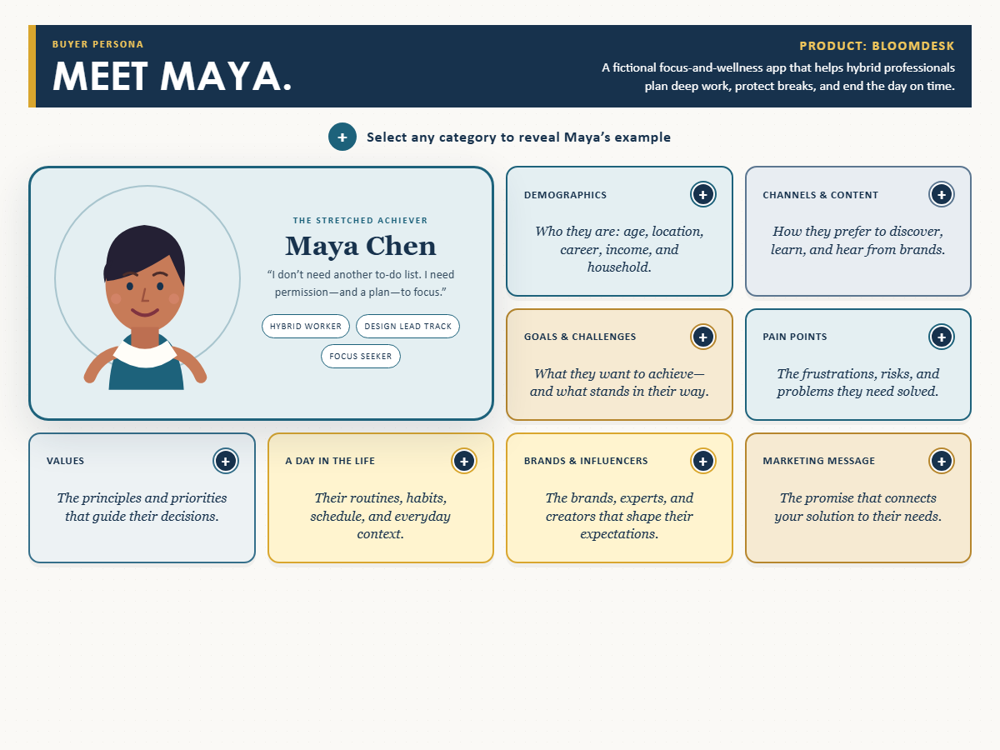 BUYER PERSONA
MEET MAYA.
PRODUCT: BLOOMDESK
A fictional focus-and-wellness app that helps hybrid professionals
plan deep work, protect breaks, and end the day on time.
+ Select any category to reveal Maya’s example
THE STRETCHED ACHIEVER
Maya Chen
“I don’t need another to-do list. I need
permission—and a plan—to focus.”
HYBRID WORKER
DESIGN LEAD TRACK
FOCUS SEEKER
DEMOGRAPHICS +
Who they are: age, location,
career, income, and
household.
CHANNELS & CONTENT +
How they prefer to discover,
learn, and hear from brands.
GOALS & CHALLENGES +
What they want to achieve—
and what stands in their way.
PAIN POINTS +
The frustrations, risks, and
problems they need solved.
VALUES +
The principles and priorities
that guide their decisions.
A DAY IN THE LIFE +
Their routines, habits,
schedule, and everyday
context.
BRANDS & INFLUENCERS +
The brands, experts, and
creators that shape their
expectations.
MARKETING MESSAGE +
The promise that connects
your solution to their needs.